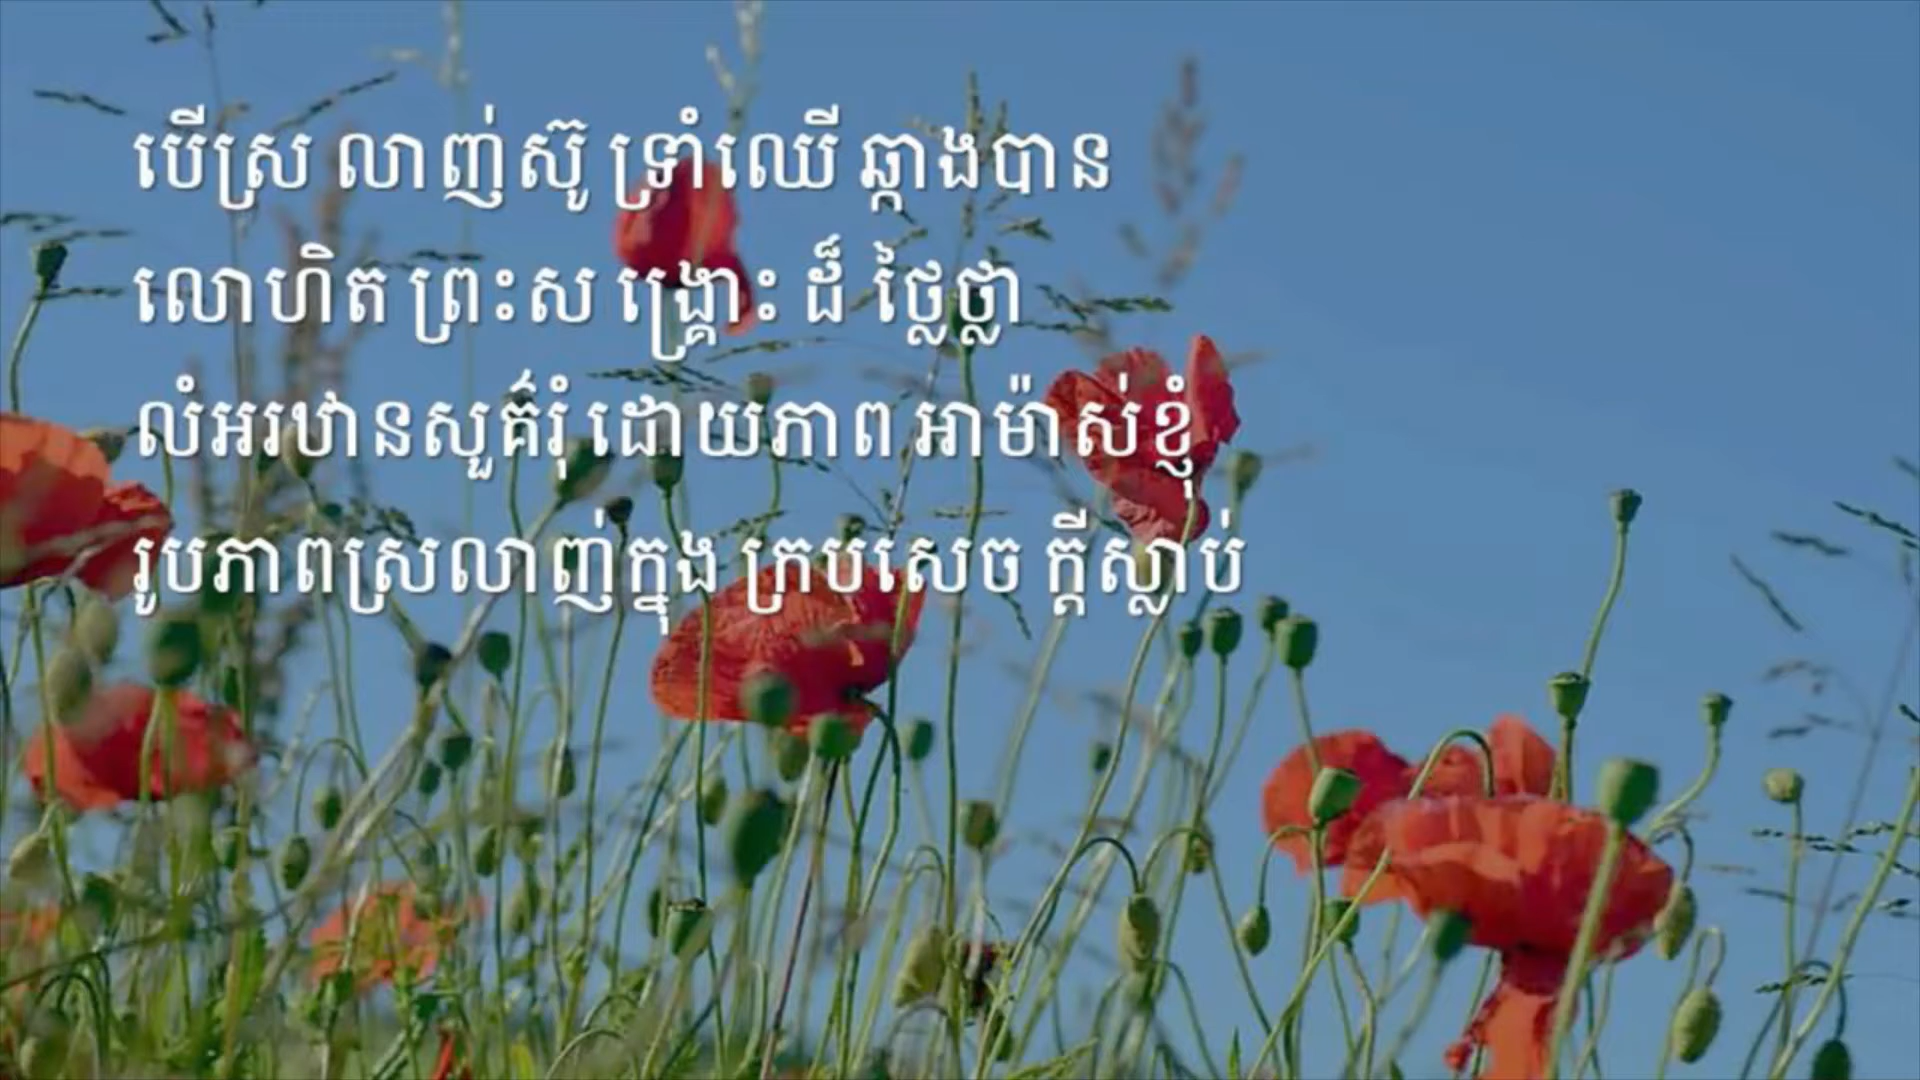 បើស្រ លាញ់ស៊ូ ទ្រាំឈើ ឆ្កាងបាន
លោហិត ព្រះស ង្គ្រោះ ដ៏ ថ្លៃថ្លា
លំអរឋានសួគ៌រុំ ដោយភាព អាម៉ាស់ខ្ញុំ
រូបភាពស្រលាញ់ក្នុង ក្របសេច ក្តីស្លាប់